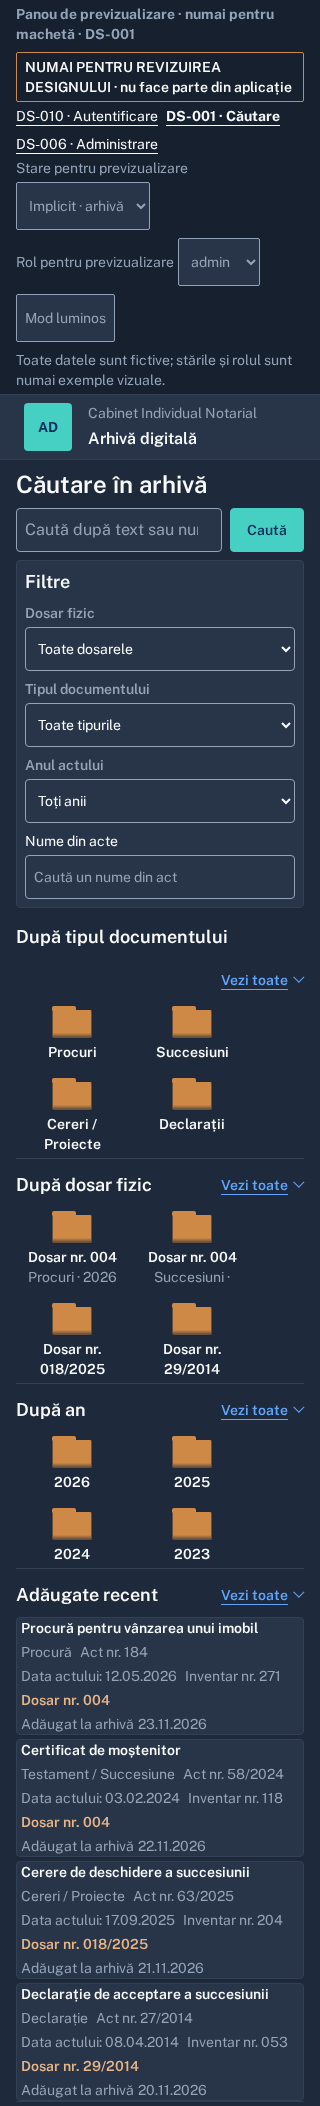 Panou de previzualizare · numai pentru
machetă · DS-001
NUMAI PENTRU REVIZUIREA
DESIGNULUI · nu face parte din aplicație
DS-010 · Autentificare DS-001 · Căutare
DS-006 · Administrare
Stare pentru previzualizare
Implicit · arhivă
Rol pentru previzualizare admin
Mod luminos
Toate datele sunt fictive; stările și rolul sunt
numai exemple vizuale.
AD
Cabinet Individual Notarial
Arhivă digitală
Căutare în arhivă
Caută după text sau nu Caută
Filtre
Dosar fizic
Toate dosarele
Tipul documentului
Toate tipurile
Anul actului
Toți anii
Nume din acte
Caută un nume din act
După tipul documentului
Vezi toate
Procuri Succesiuni
Cereri / Proiecte Declarații
După dosar fizic Vezi toate
Dosar nr. 004 Dosar nr. 004
Procuri · 2026 Succesiuni ·
Dosar nr. 018/2025 Dosar nr. 29/2014
După an Vezi toate
2026 2025
2024 2023
Adăugate recent Vezi toate
Procură pentru vânzarea unui imobil
Procură Act nr. 184
Data actului: 12.05.2026 Inventar nr. 271
Dosar nr. 004
Adăugat la arhivă 23.11.2026
Certificat de moștenitor
Testament / Succesiune Act nr. 58/2024
Data actului: 03.02.2024 Inventar nr. 118
Dosar nr. 004
Adăugat la arhivă 22.11.2026
Cerere de deschidere a succesiunii
Cereri / Proiecte Act nr. 63/2025
Data actului: 17.09.2025 Inventar nr. 204
Dosar nr. 018/2025
Adăugat la arhivă 21.11.2026
Declarație de acceptare a succesiunii
Declarație Act nr. 27/2014
Data actului: 08.04.2014 Inventar nr. 053
Dosar nr. 29/2014
Adăugat la arhivă 20.11.2026